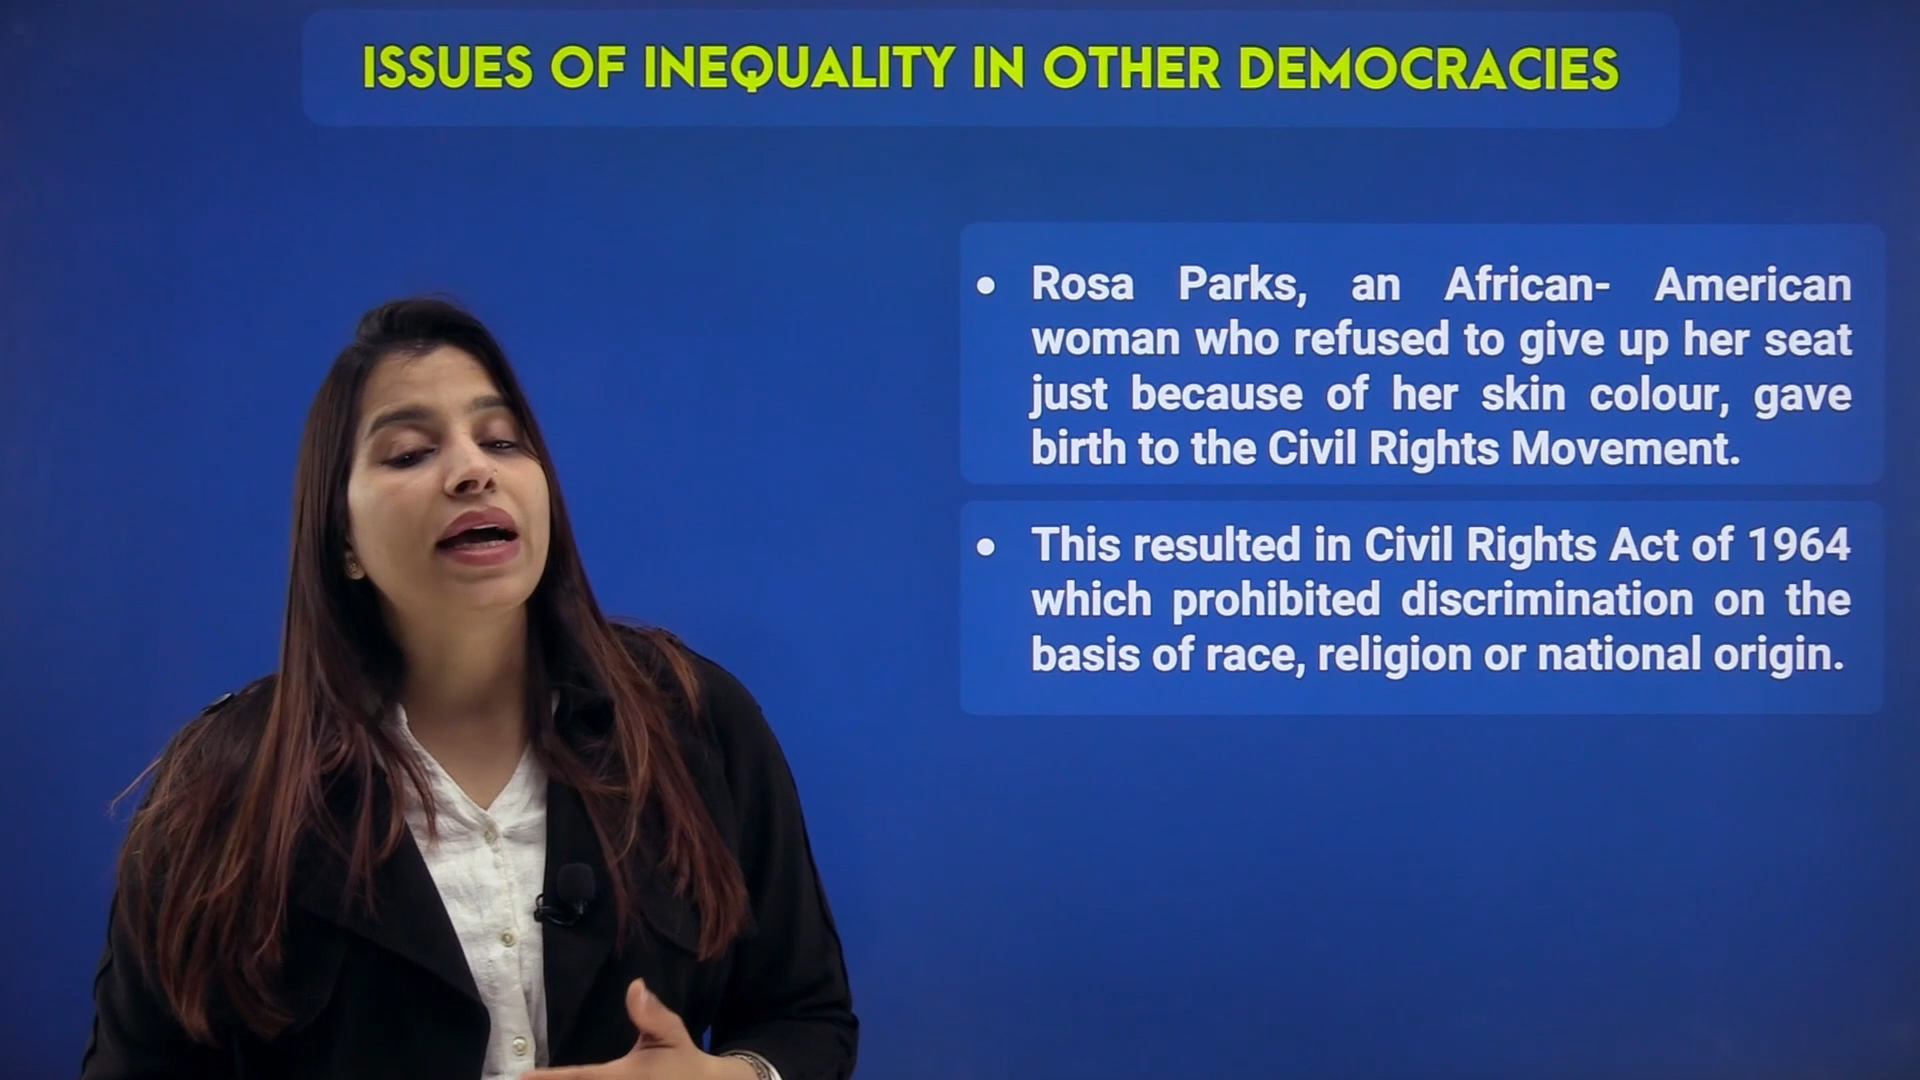 ISSUES OF INEQUALITY IN OTHER DEMOCRACIES
• Rosa Parks, an African- American
woman who refused to give up her seat
just because of her skin colour, gave
birth to the Civil Rights Movement.
• This resulted in Civil Rights Act of 1964
which prohibited discrimination on the
basis of race, religion or national origin.